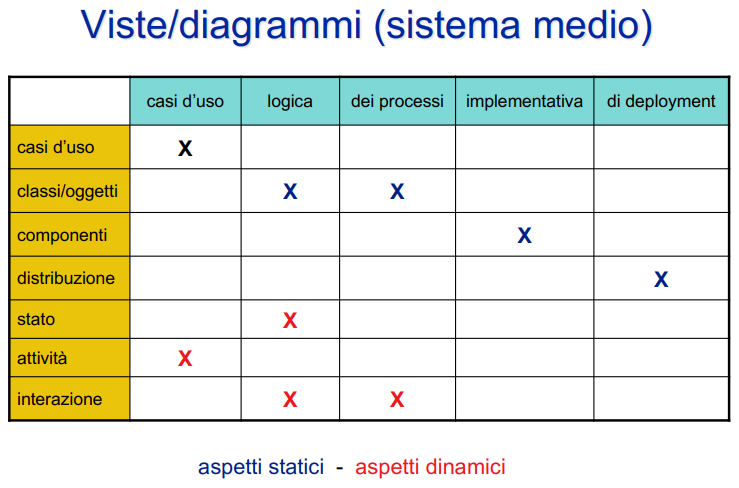 Viste/diagrammi (sistema medio)
casi d'uso logica dei processi implementativa di deployment
casi d'uso X
classi/oggetti X X
componenti X
distribuzione X
stato X
attività X
interazione X X
aspetti statici - aspetti dinamici